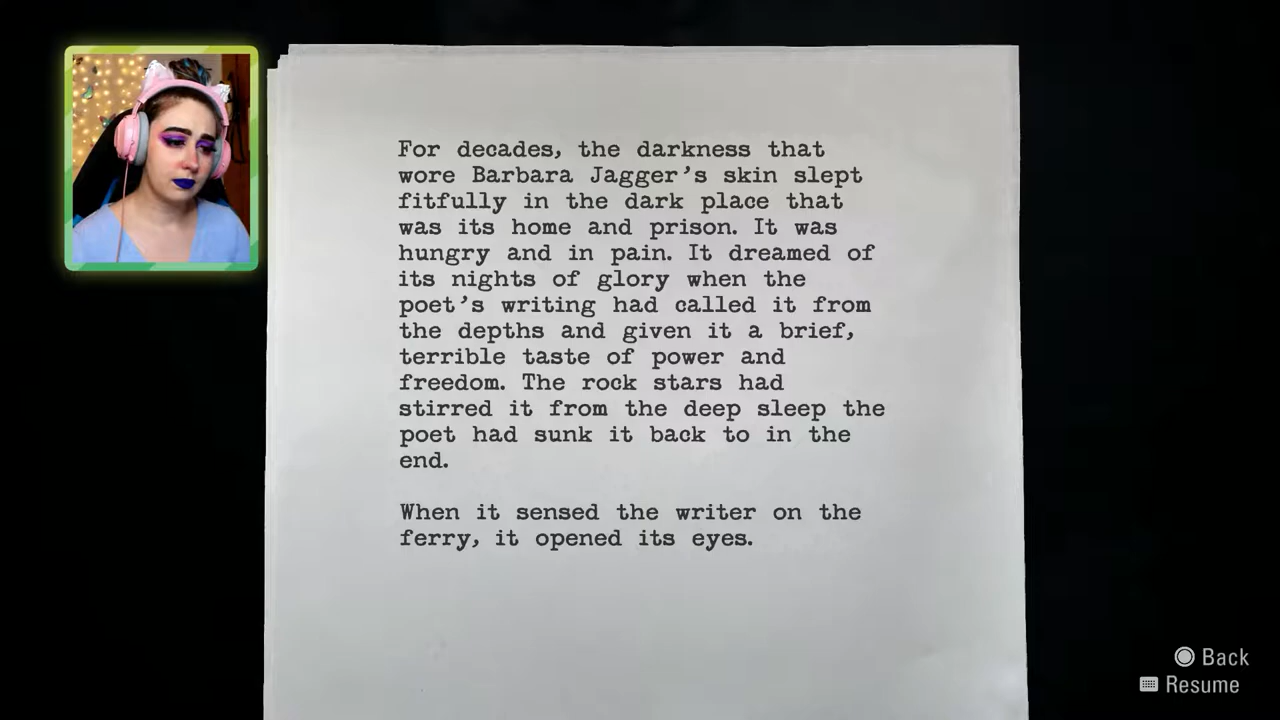 For decades, the darkness that
wore Barbara Jagger's skin slept
fitfully in the dark place that
was its home and prison. It was
hungry and in pain. It dreamed of
its nights of glory when the
poet's writing had called it from
the depths and given it a brief,
terrible taste of power and
freedom. The rock stars had
stirred it from the deep sleep the
poet had sunk it back to in the
end.
When it sensed the writer on the
ferry, it opened its eyes.
Back
Resume